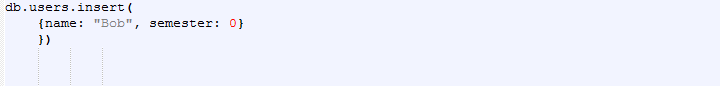 db.users.insert(
    {name: "Bob", semester: 0}
    })